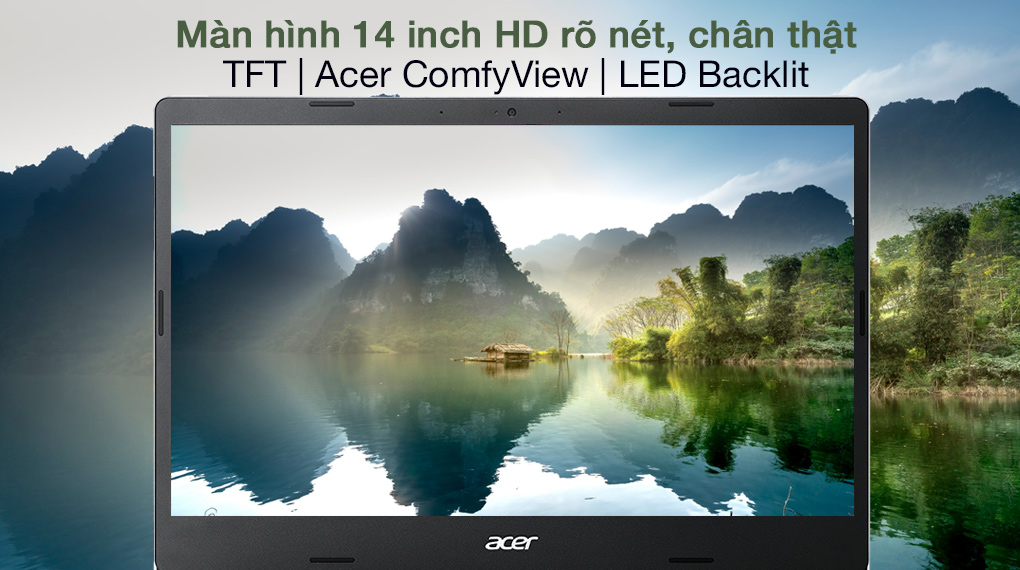 Màn hình 14 inch HD rõ nét, chân thật
TFT | Acer ComfyView | LED Backlit
acer